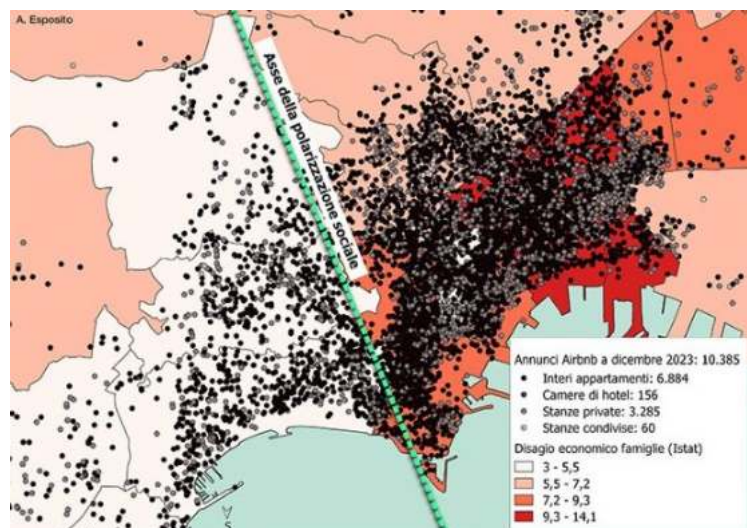 A. Esposito
Asse della polarizzazione sociale
Annunci Airbnb a dicembre 2023: 10.385
Interi appartamenti: 6.884
Camere di hotel: 156
Stanze private: 3.285
Stanze condivise: 60
Disagio economico famiglie (Istat)
3 - 5,5
5,5 - 7,2
7,2 - 9,3
9,3 - 14,1